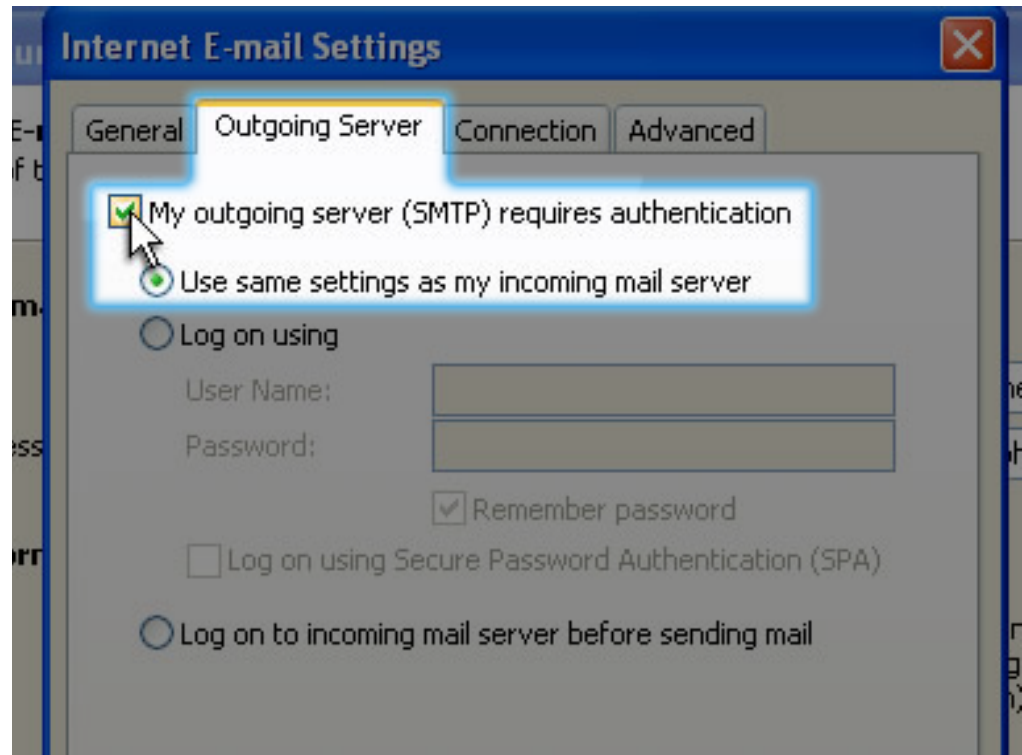 Internet E-mail Settings
General Outgoing Server Connection Advanced
My outgoing server (SMTP) requires authentication
Use same settings as my incoming mail server
Log on using
User Name:
Password:
Remember password
Log on using Secure Password Authentication (SPA)
Log on to incoming mail server before sending mail